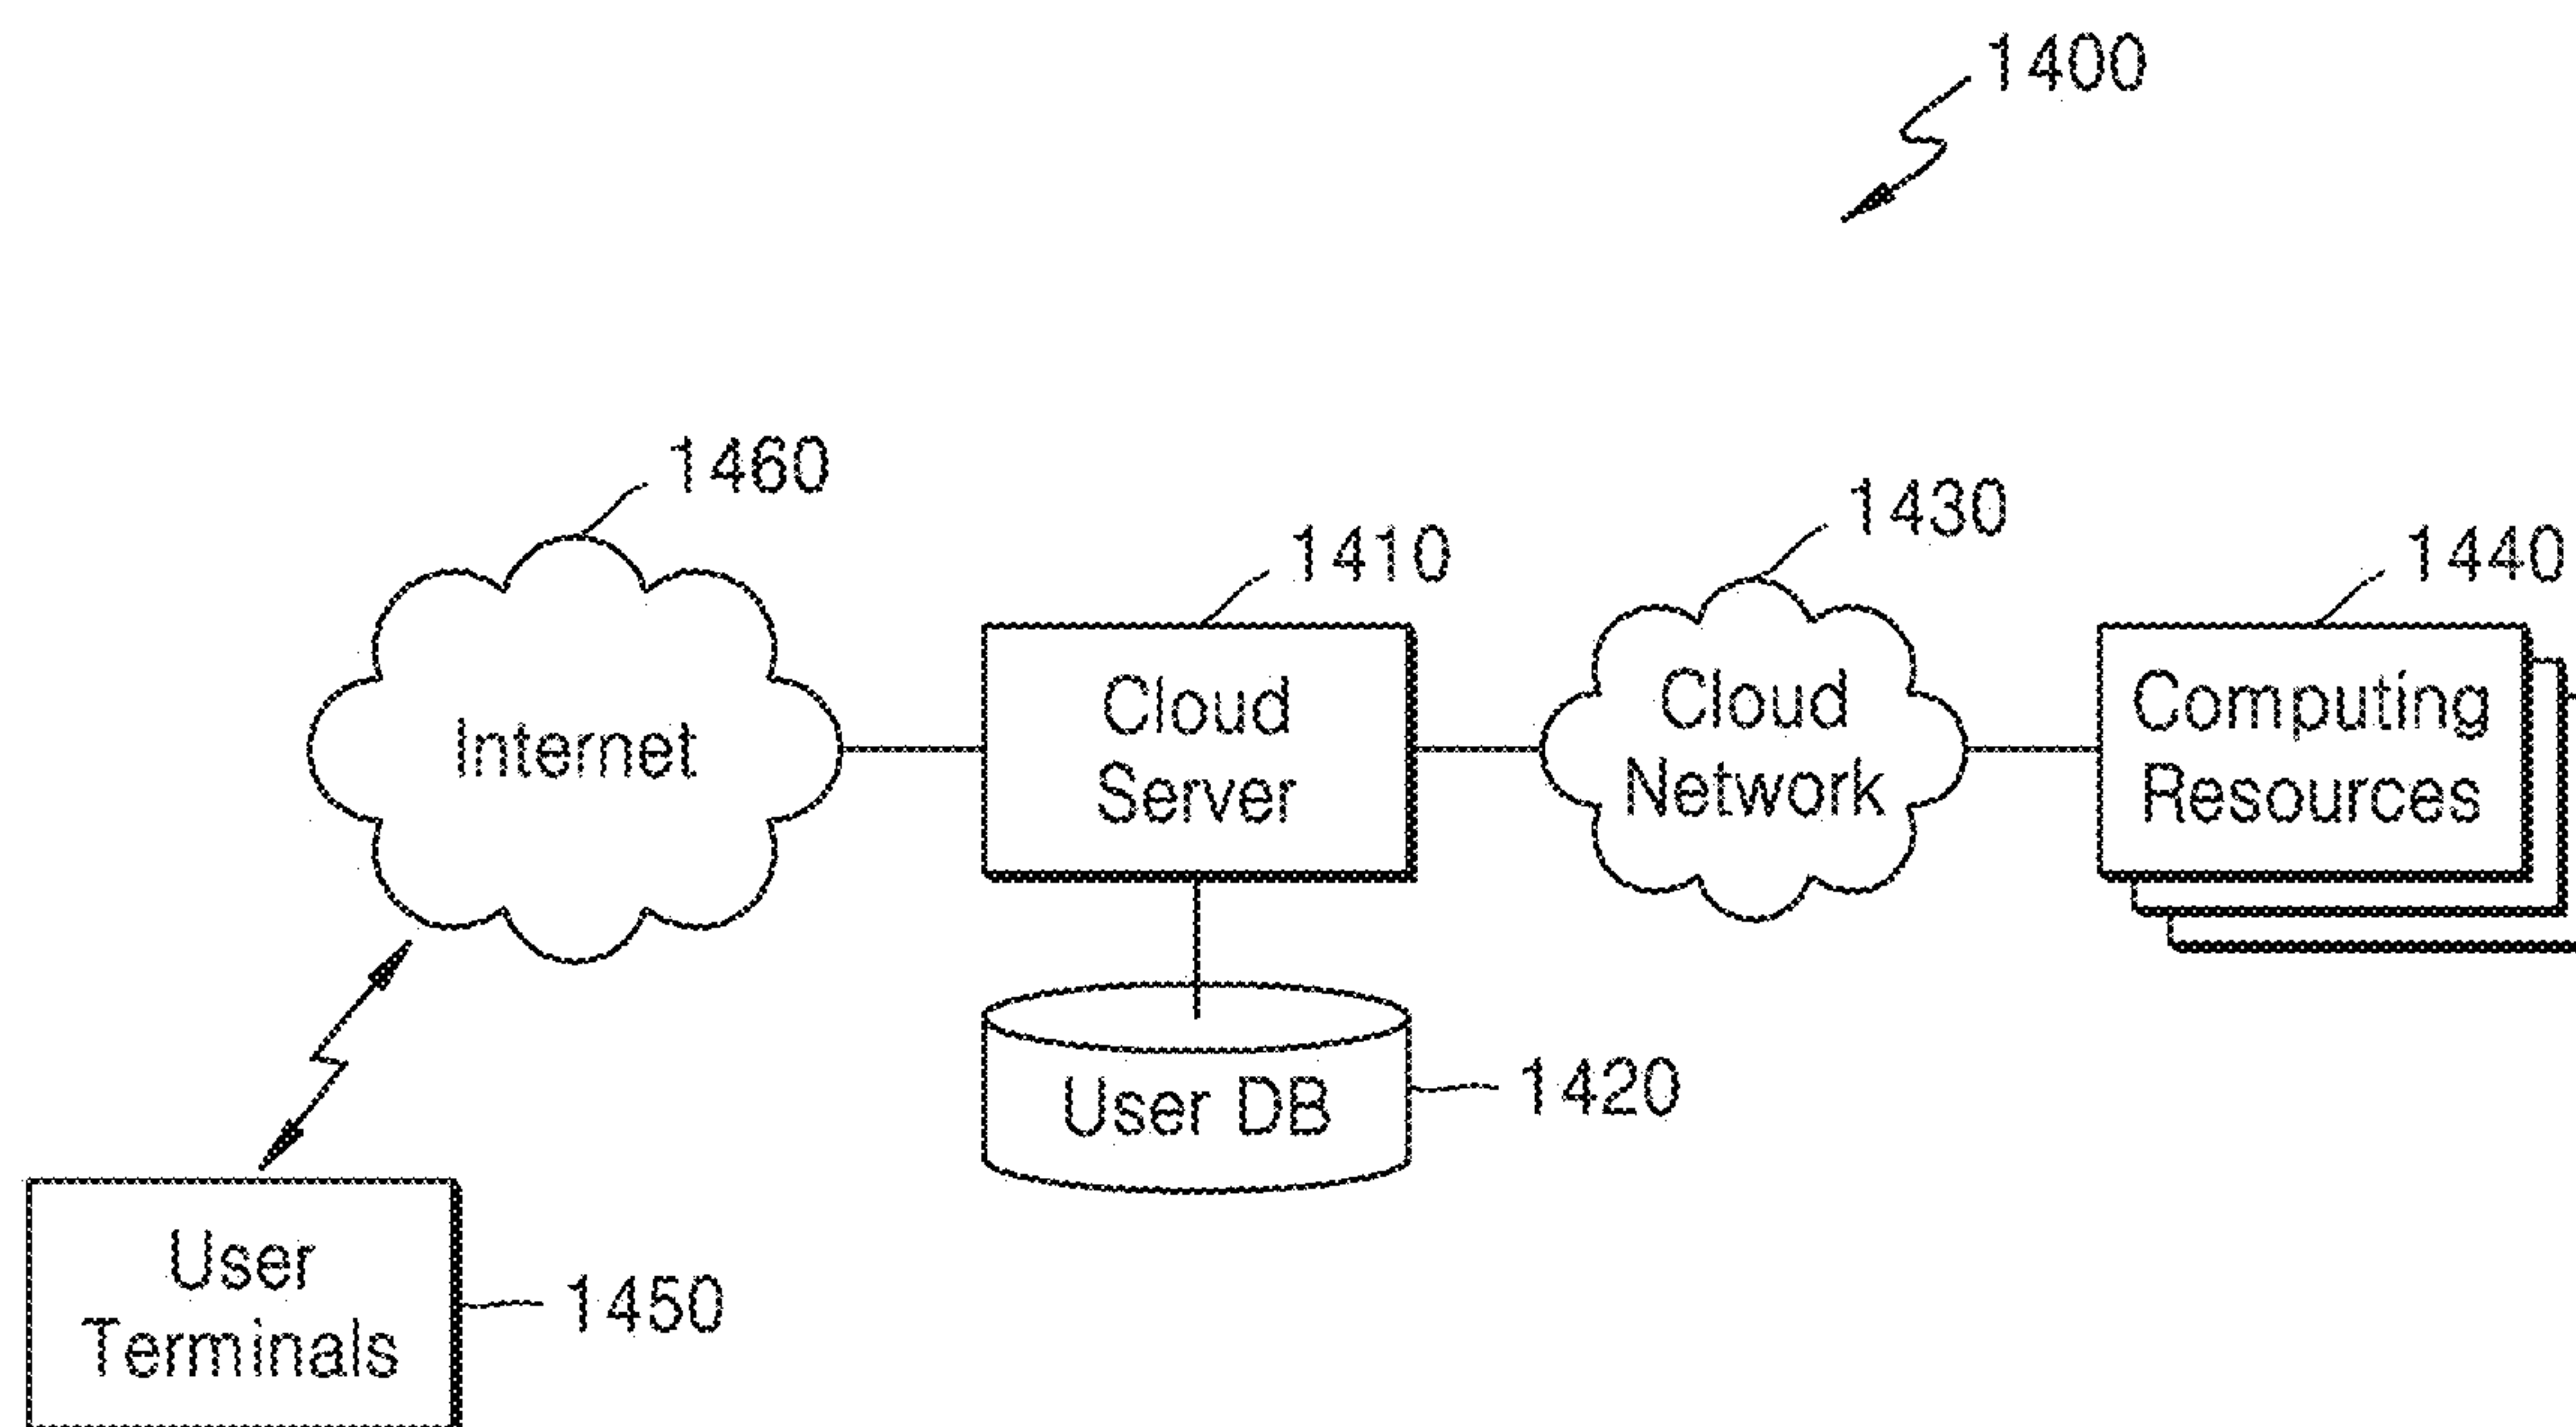 1400
1460
1430
1410
1440
Internet
Cloud
Server
Cloud
Network
Computing
Resources
User DB
1420
User
Terminals
1450